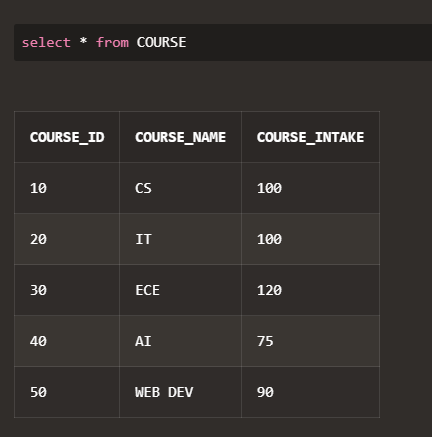 select * from COURSE
COURSE_ID COURSE_NAME COURSE_INTAKE
10 CS 100
20 IT 100
30 ECE 120
40 AI 75
50 WEB DEV 90